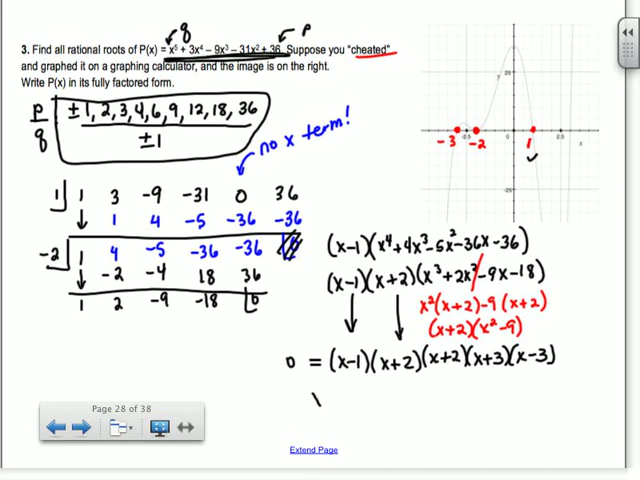 q
p
3. Find all rational roots of P(x) = x⁵ + 3x⁴ – 9x³ – 31x² + 36. Suppose you "cheated"
and graphed it on a graphing calculator, and the image is on the right.
Write P(x) in its fully factored form.
p/q
± 1, 2, 3, 4, 6, 9, 12, 18, 36
±1
no x term!
1 | 1 3 -9 -31 0 36
1 4 -5 -36 -36
-2 | 1 4 -5 -36 -36 0
-2 -4 18 36
1 2 -9 -18 0
y
25
-3 -2.5 -2 1 2.5 x
-25
(x-1)(x⁴+4x³-5x²-36x-36)
(x-1)(x+2)(x³+2x²-9x-18)
x²(x+2)-9(x+2)
(x+2)(x²-9)
0 = (x-1)(x+2)(x+2)(x+3)(x-3)
Page 28 of 38
Extend Page